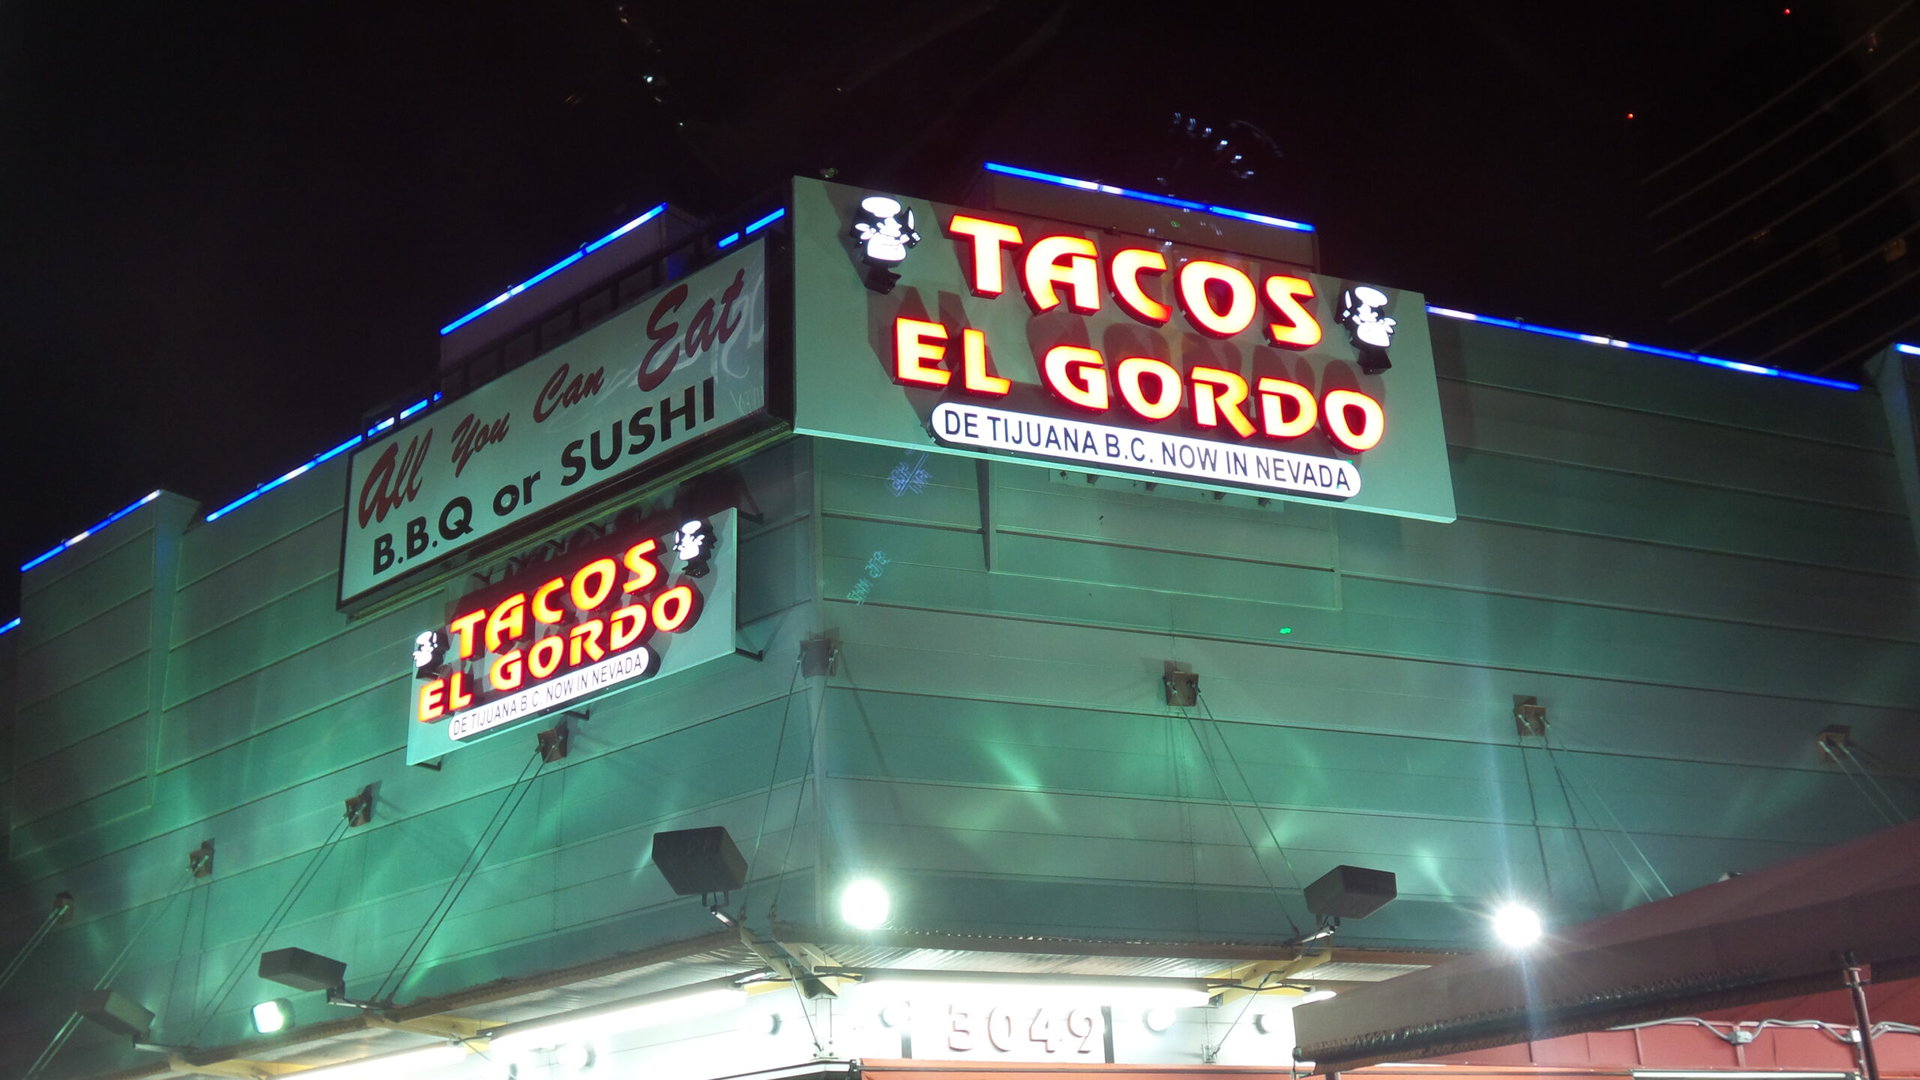 All You Can Eat
B.B.Q or SUSHI
TACOS
EL GORDO
DE TIJUANA B.C. NOW IN NEVADA
TACOS
EL GORDO
DE TIJUANA B.C. NOW IN NEVADA
3049